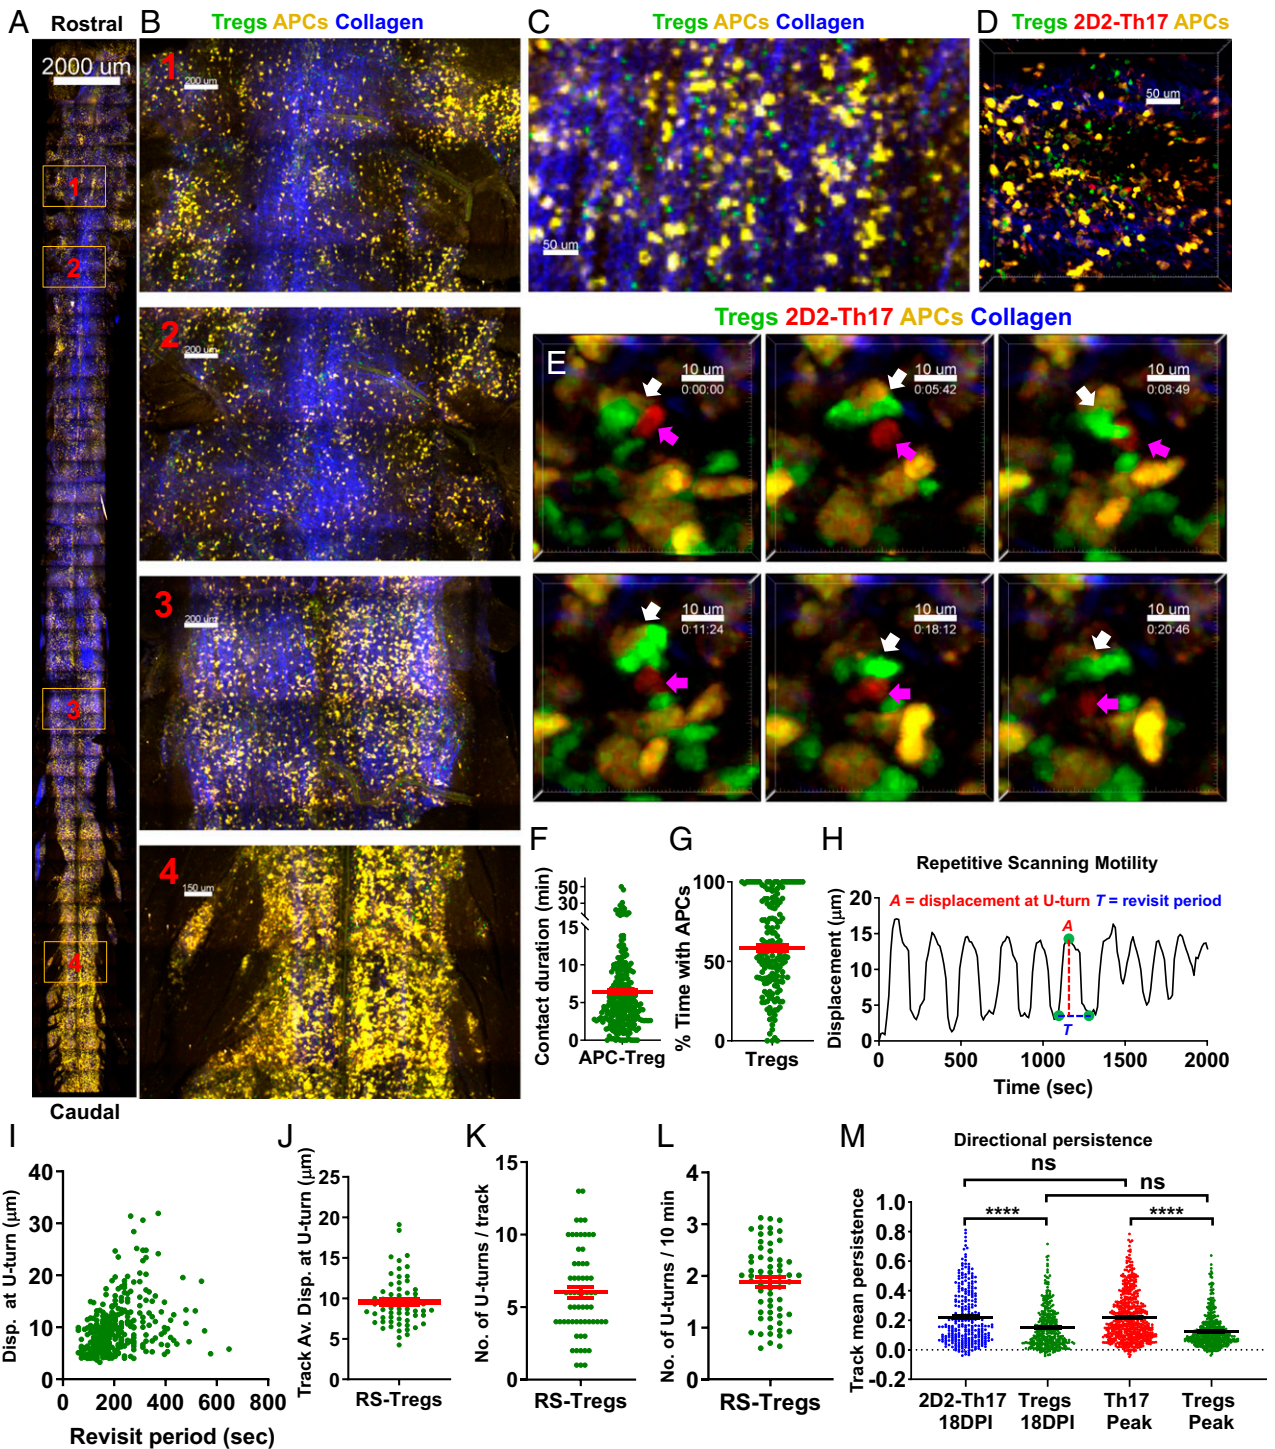 A
Rostral
2000 um
1
2
3
4
Caudal
B
Tregs APCs Collagen
1
200 um
2
200 um
3
200 um
4
150 um
C
Tregs APCs Collagen
50 um
D
Tregs 2D2-Th17 APCs
50 um
Tregs 2D2-Th17 APCs Collagen
E
10 um
0:00:00
10 um
0:05:42
10 um
0:08:49
10 um
0:11:24
10 um
0:18:12
10 um
0:20:46
F
Contact duration (min)
50
30
15
10
5
0
APC-Treg
G
% Time with APCs
100
50
0
Tregs
H
Repetitive Scanning Motility
A = displacement at U-turn T = revisit period
Displacement (µm)
20
15
10
5
0
A
T
0 500 1000 1500 2000
Time (sec)
I
Disp. at U-turn (µm)
40
30
20
10
0
0 200 400 600 800
Revisit period (sec)
J
Track Av. Disp. at U-turn (µm)
25
20
15
10
5
0
RS-Tregs
K
No. of U-turns / track
15
10
5
0
RS-Tregs
L
No. of U-turns / 10 min
4
3
2
1
0
RS-Tregs
M
Directional persistence
ns
ns
**** ****
Track mean persistence
1.0
0.8
0.6
0.4
0.2
0.0
-0.2
2D2-Th17 Tregs Th17 Tregs
18DPI 18DPI Peak Peak